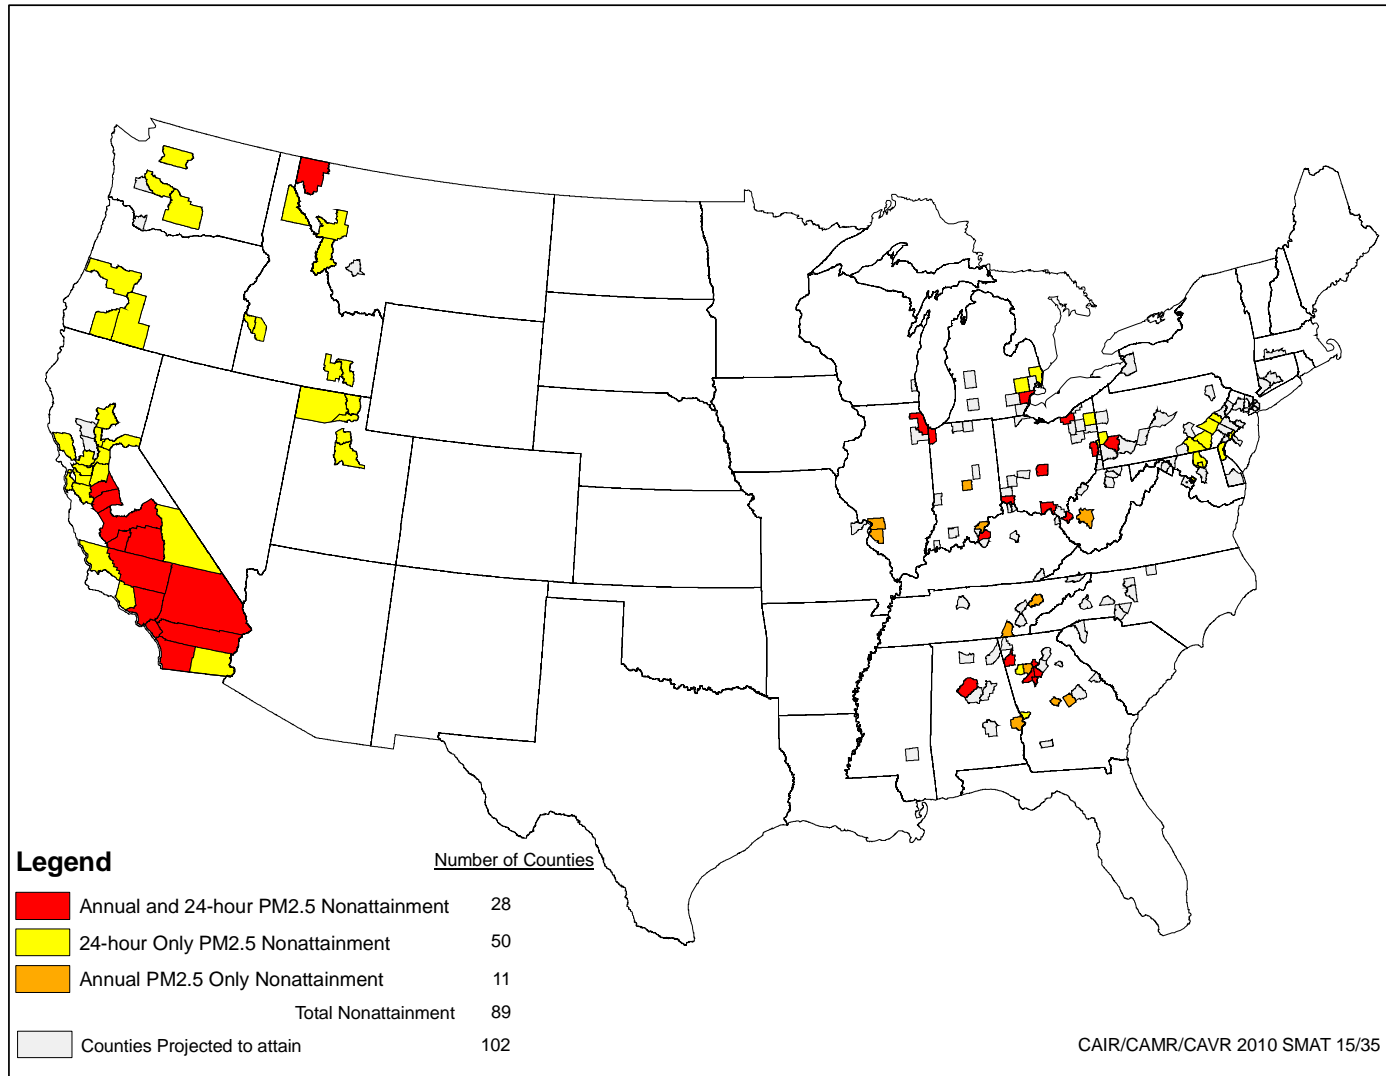 Legend
Number of Counties
Annual and 24-hour PM2.5 Nonattainment 28
24-hour Only PM2.5 Nonattainment 50
Annual PM2.5 Only Nonattainment 11
Total Nonattainment 89
Counties Projected to attain 102
CAIR/CAMR/CAVR 2010 SMAT 15/35